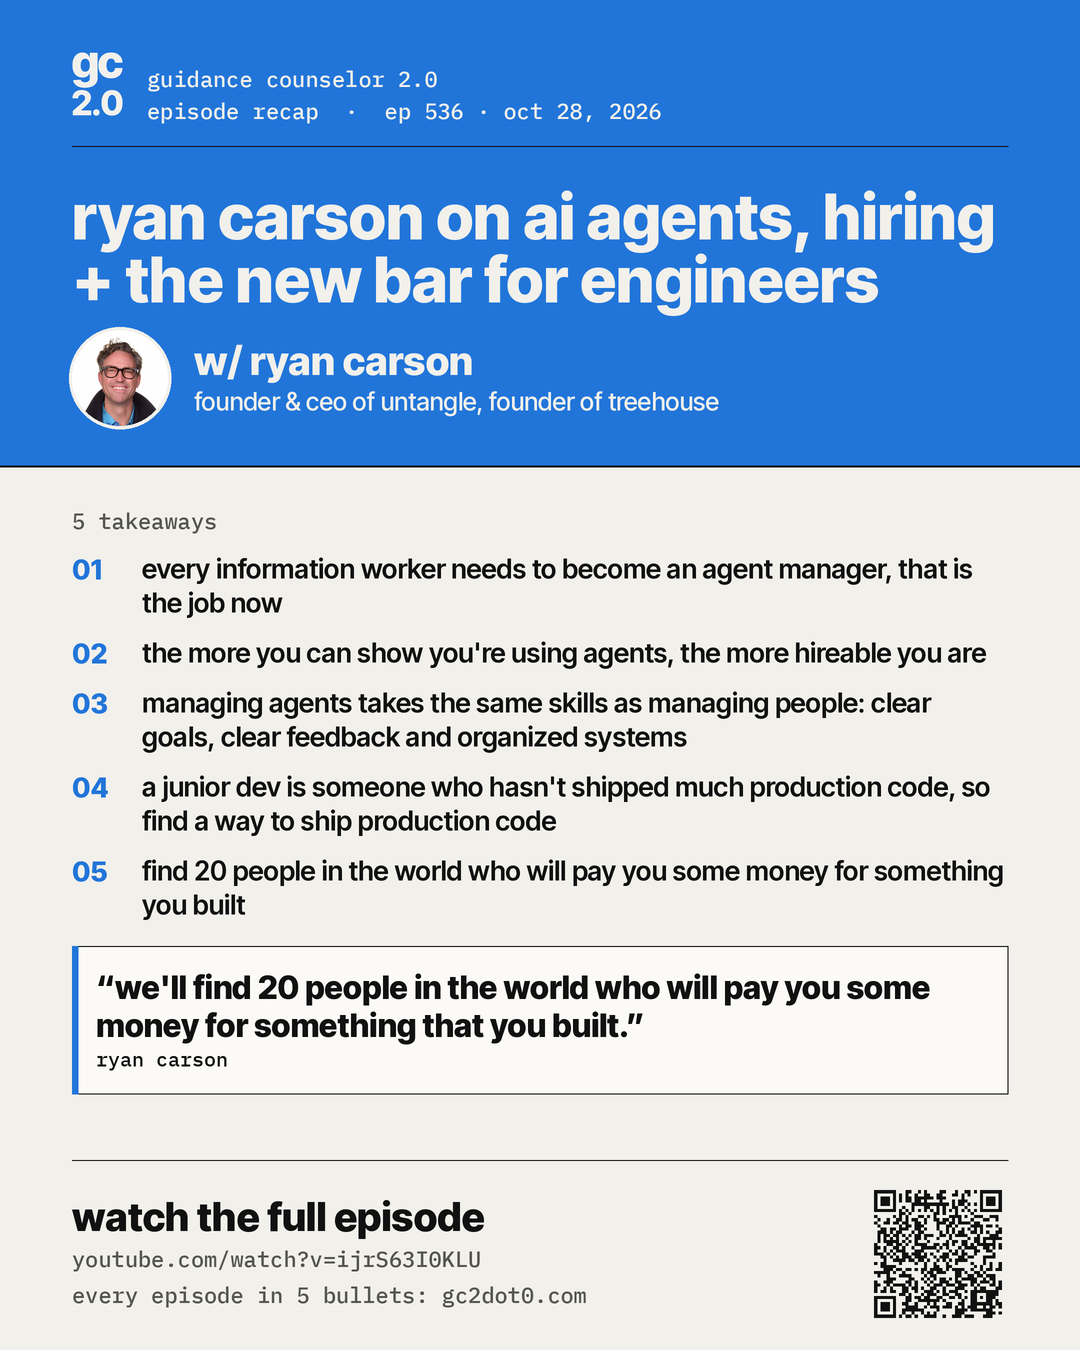 gc
2.0
guidance counselor 2.0
episode recap · ep 536 · oct 28, 2026
ryan carson on ai agents, hiring
+ the new bar for engineers
w/ ryan carson
founder & ceo of untangle, founder of treehouse
5 takeaways
01 every information worker needs to become an agent manager, that is
the job now
02 the more you can show you're using agents, the more hireable you are
03 managing agents takes the same skills as managing people: clear
goals, clear feedback and organized systems
04 a junior dev is someone who hasn't shipped much production code, so
find a way to ship production code
05 find 20 people in the world who will pay you some money for something
you built
“we'll find 20 people in the world who will pay you some
money for something that you built.”
ryan carson
watch the full episode
youtube.com/watch?v=ijrS63I0KLU
every episode in 5 bullets: gc2dot0.com